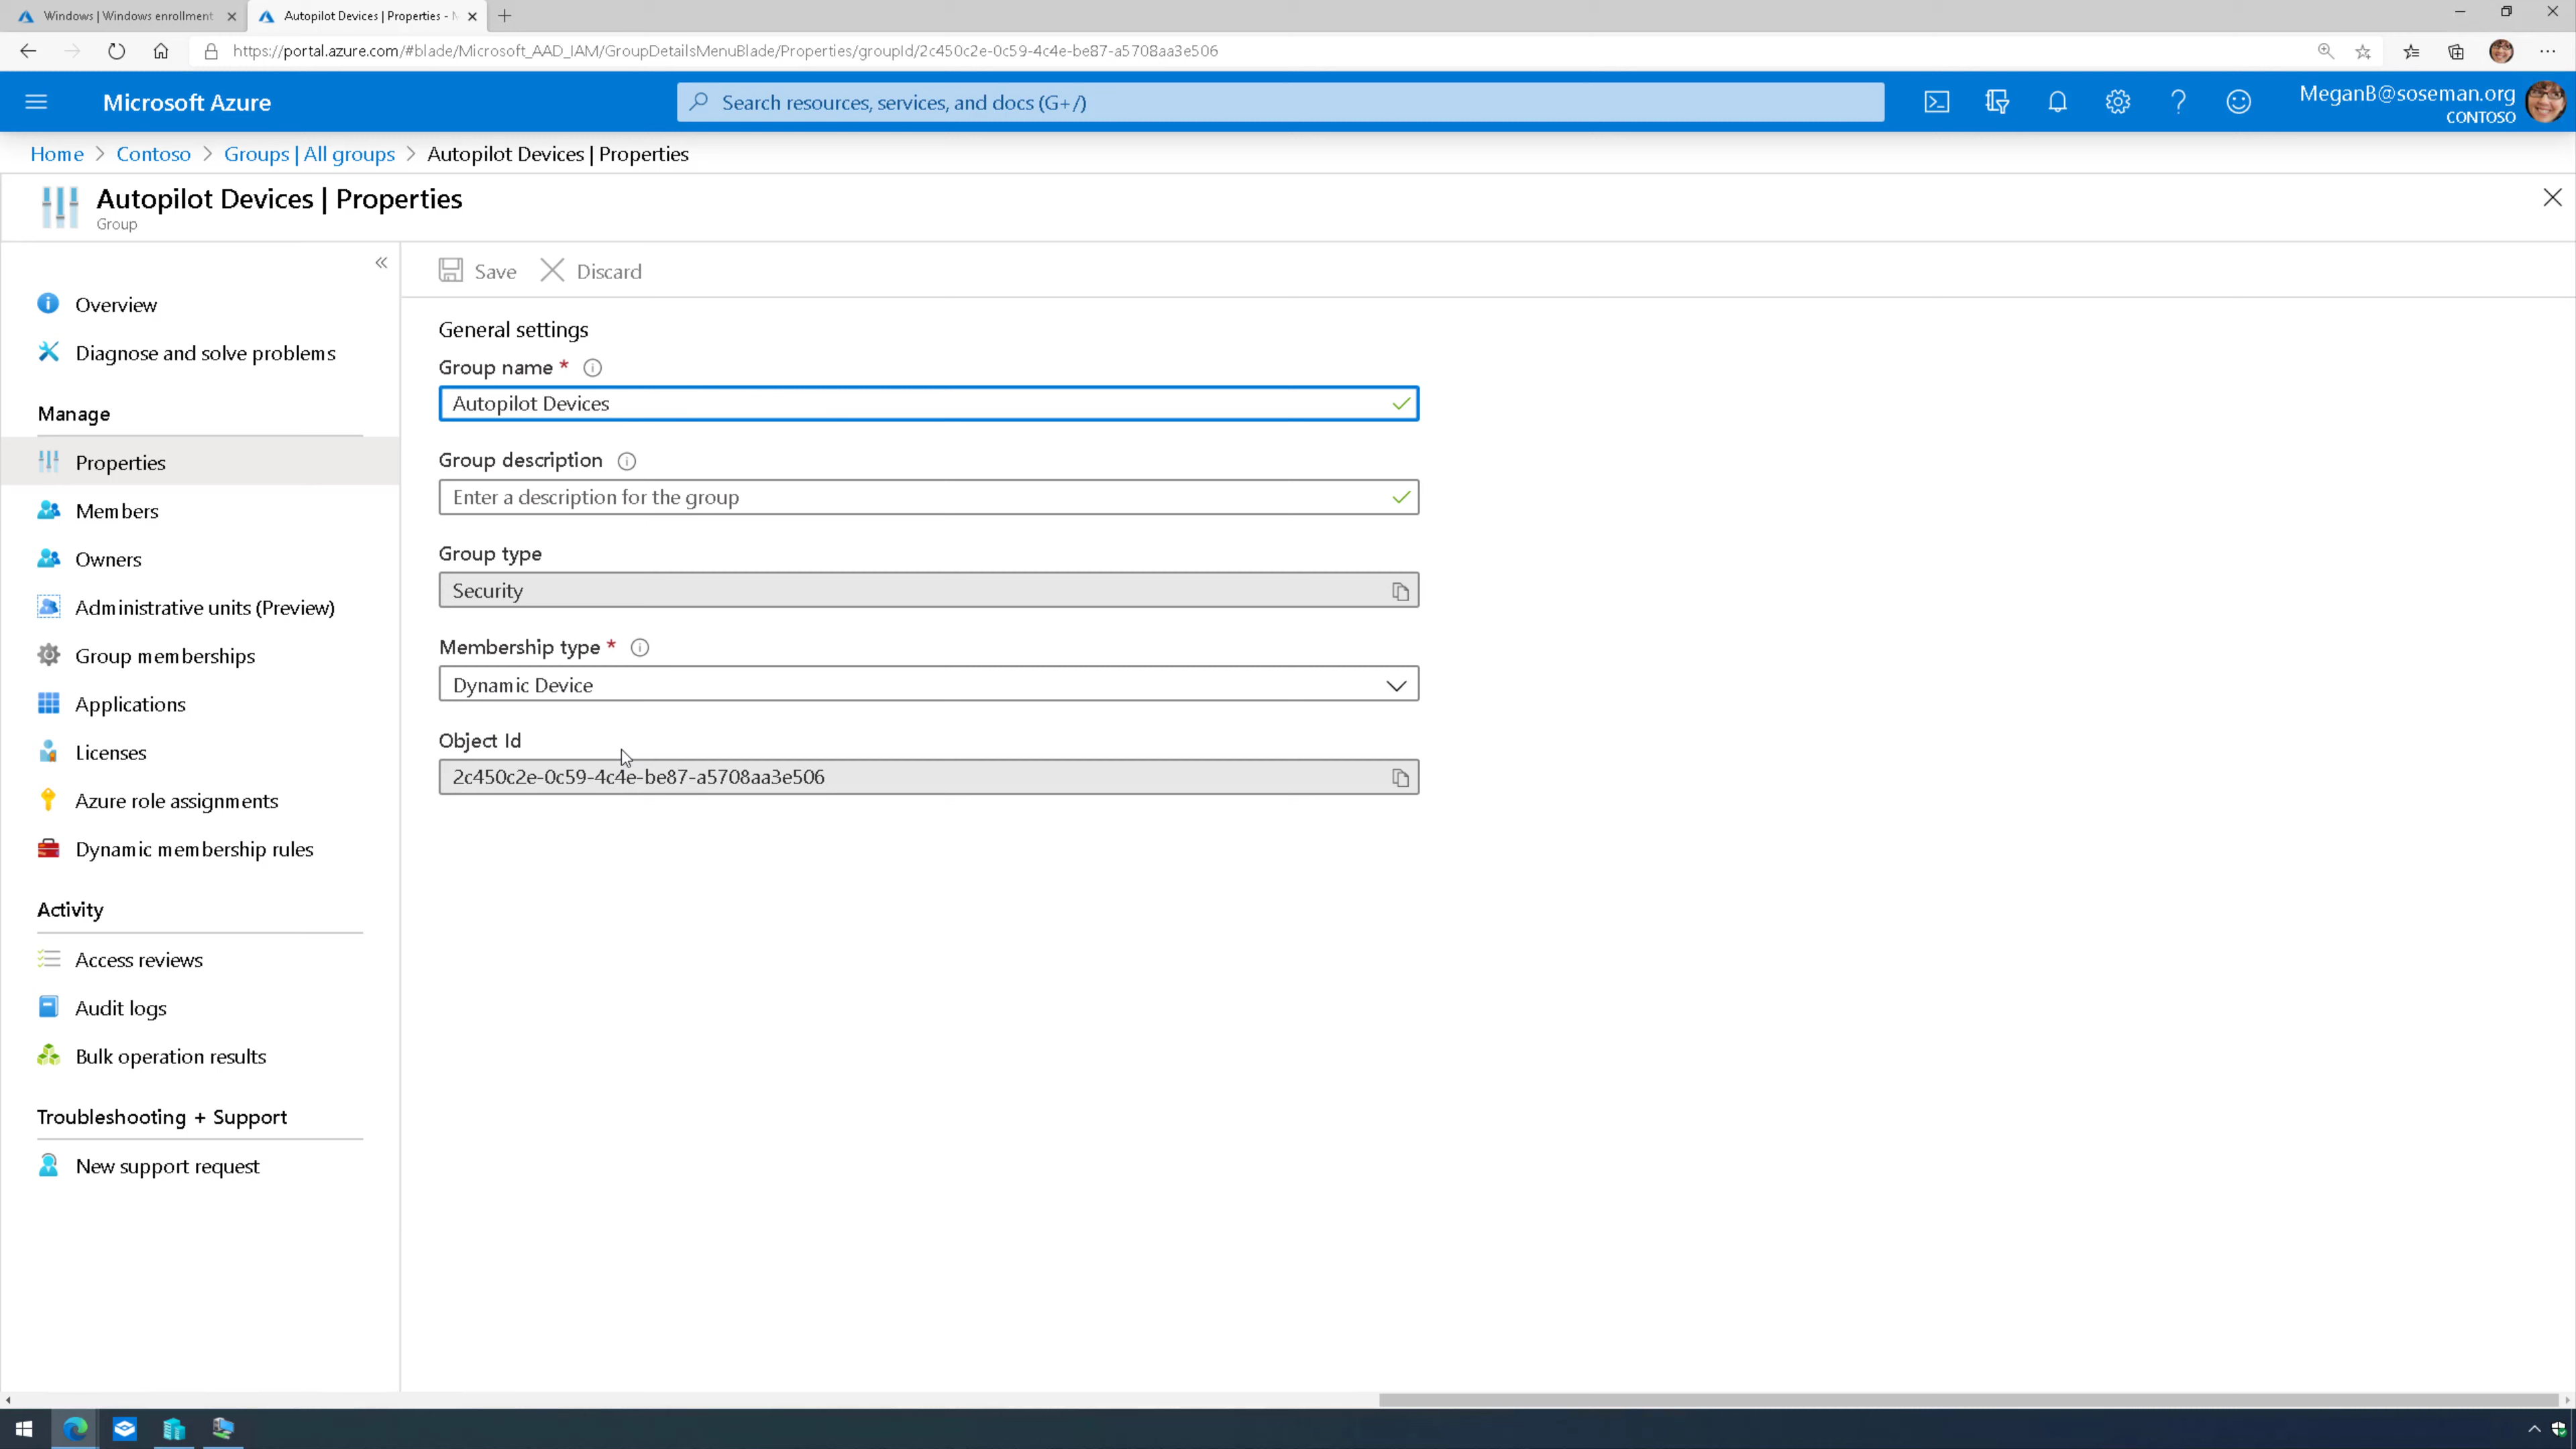 Windows | Windows enrollment
Autopilot Devices | Properties -
https://portal.azure.com/#blade/Microsoft_AAD_IAM/GroupDetailsMenuBlade/Properties/groupId/2c450c2e-0c59-4c4e-be87-a5708aa3e506
Microsoft Azure
Search resources, services, and docs (G+/)
MeganB@soseman.org
CONTOSO
Home > Contoso > Groups | All groups > Autopilot Devices | Properties
Autopilot Devices | Properties
Group
Overview
Diagnose and solve problems
Manage
Properties
Members
Owners
Administrative units (Preview)
Group memberships
Applications
Licenses
Azure role assignments
Dynamic membership rules
Activity
Access reviews
Audit logs
Bulk operation results
Troubleshooting + Support
New support request
Save
Discard
General settings
Group name *
Autopilot Devices
Group description
Enter a description for the group
Group type
Security
Membership type *
Dynamic Device
Object Id
2c450c2e-0c59-4c4e-be87-a5708aa3e506